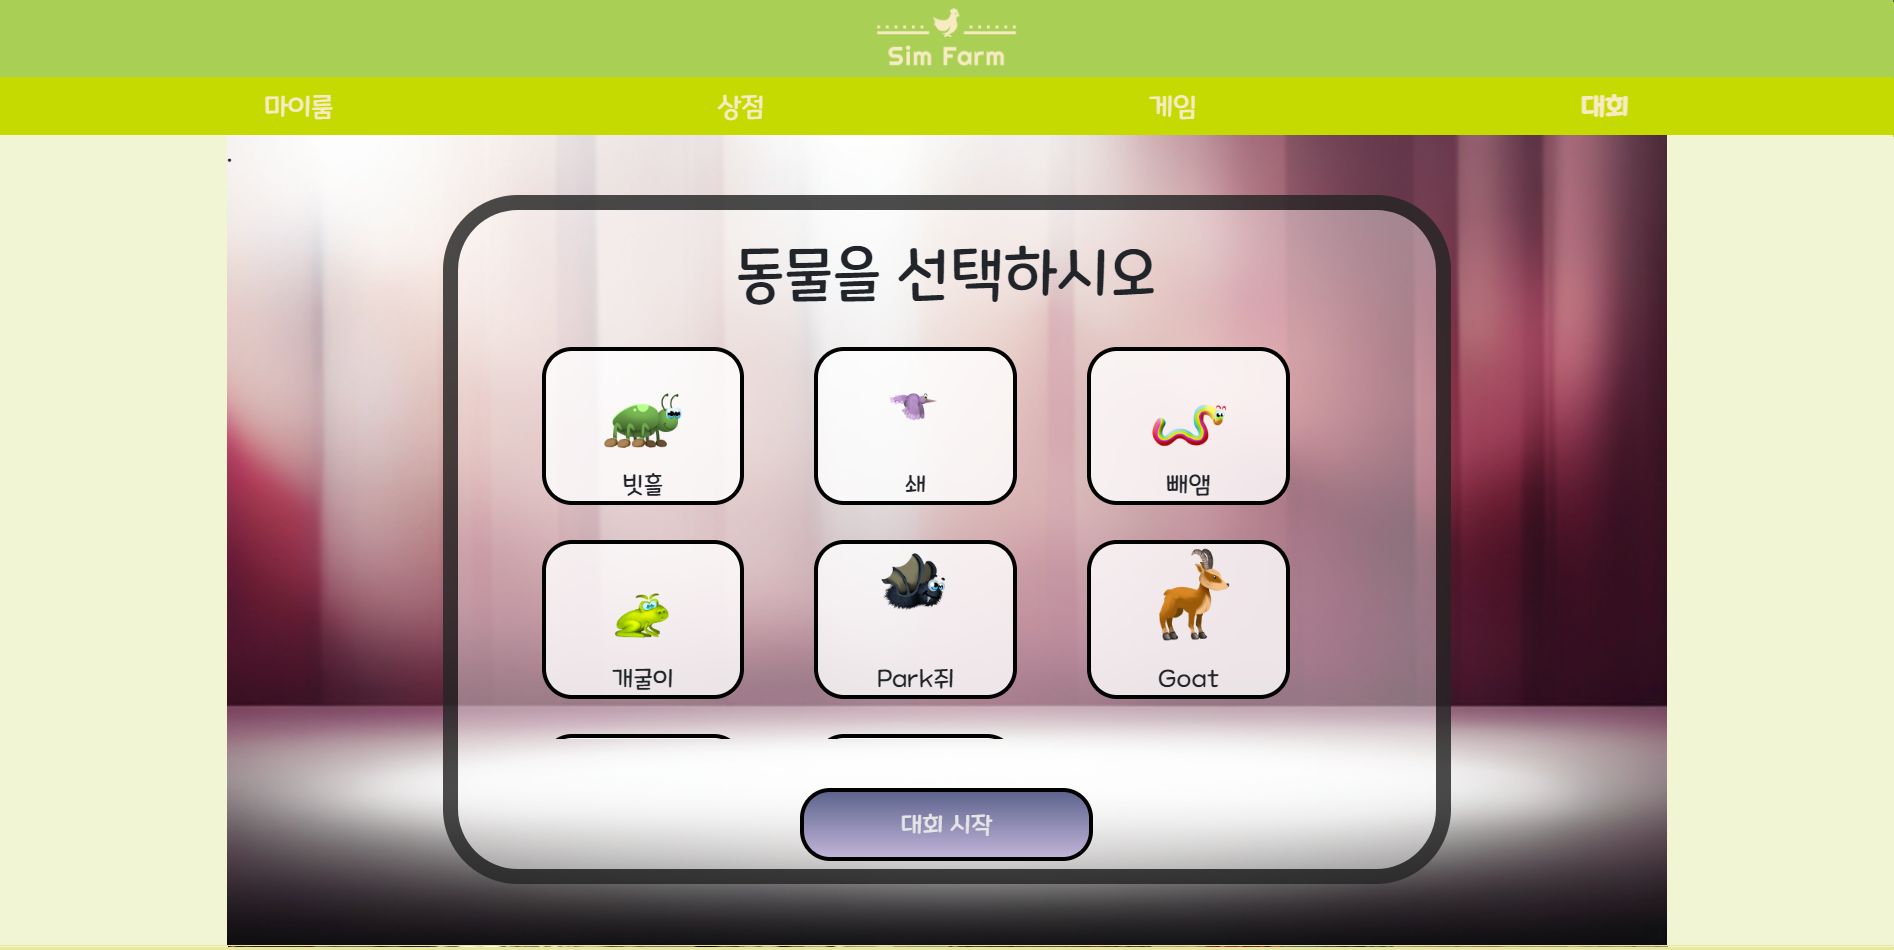 Sim Farm
마이룸 상점 게임 대회
동물을 선택하시오
빗흘 쇄 빼앰
개굴이 Park쥐 Goat
대회 시작